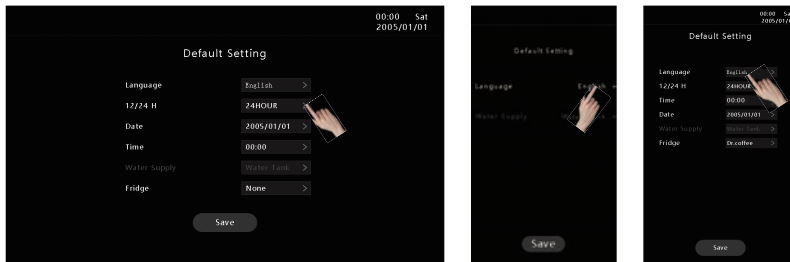 00:00 Sat
2005/01/01
Default Setting
Language English >
12/24 H 24HOUR >
Date 2005/01/01 >
Time 00:00 >
Water Supply Water Tank >
Fridge None >
Save
Default Setting
Language English
Water Supply
Save
00:00
Default Setting
Language English >
12/24 H 24HOUR
Time 00:00
Date 2005/01/01 >
Water Supply Water Tank >
Fridge Dr.coffee >
Save